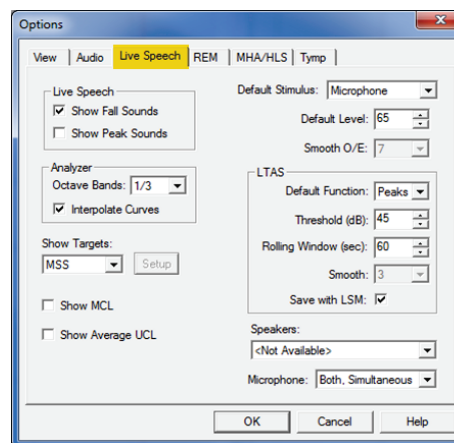 Options
View Audio Live Speech REM MHA/HLS Tymp
Live Speech
Show Fall Sounds
Show Peak Sounds
Analyzer
Octave Bands: 1/3
Interpolate Curves
Show Targets:
MSS Setup
Show MCL
Show Average UCL
Default Stimulus: Microphone
Default Level: 65
Smooth O/E: 7
LTAS
Default Function: Peaks
Threshold (dB): 45
Rolling Window (sec): 60
Smooth: 3
Save with LSM:
Speakers:
<Not Available>
Microphone: Both, Simultaneous
OK Cancel Help